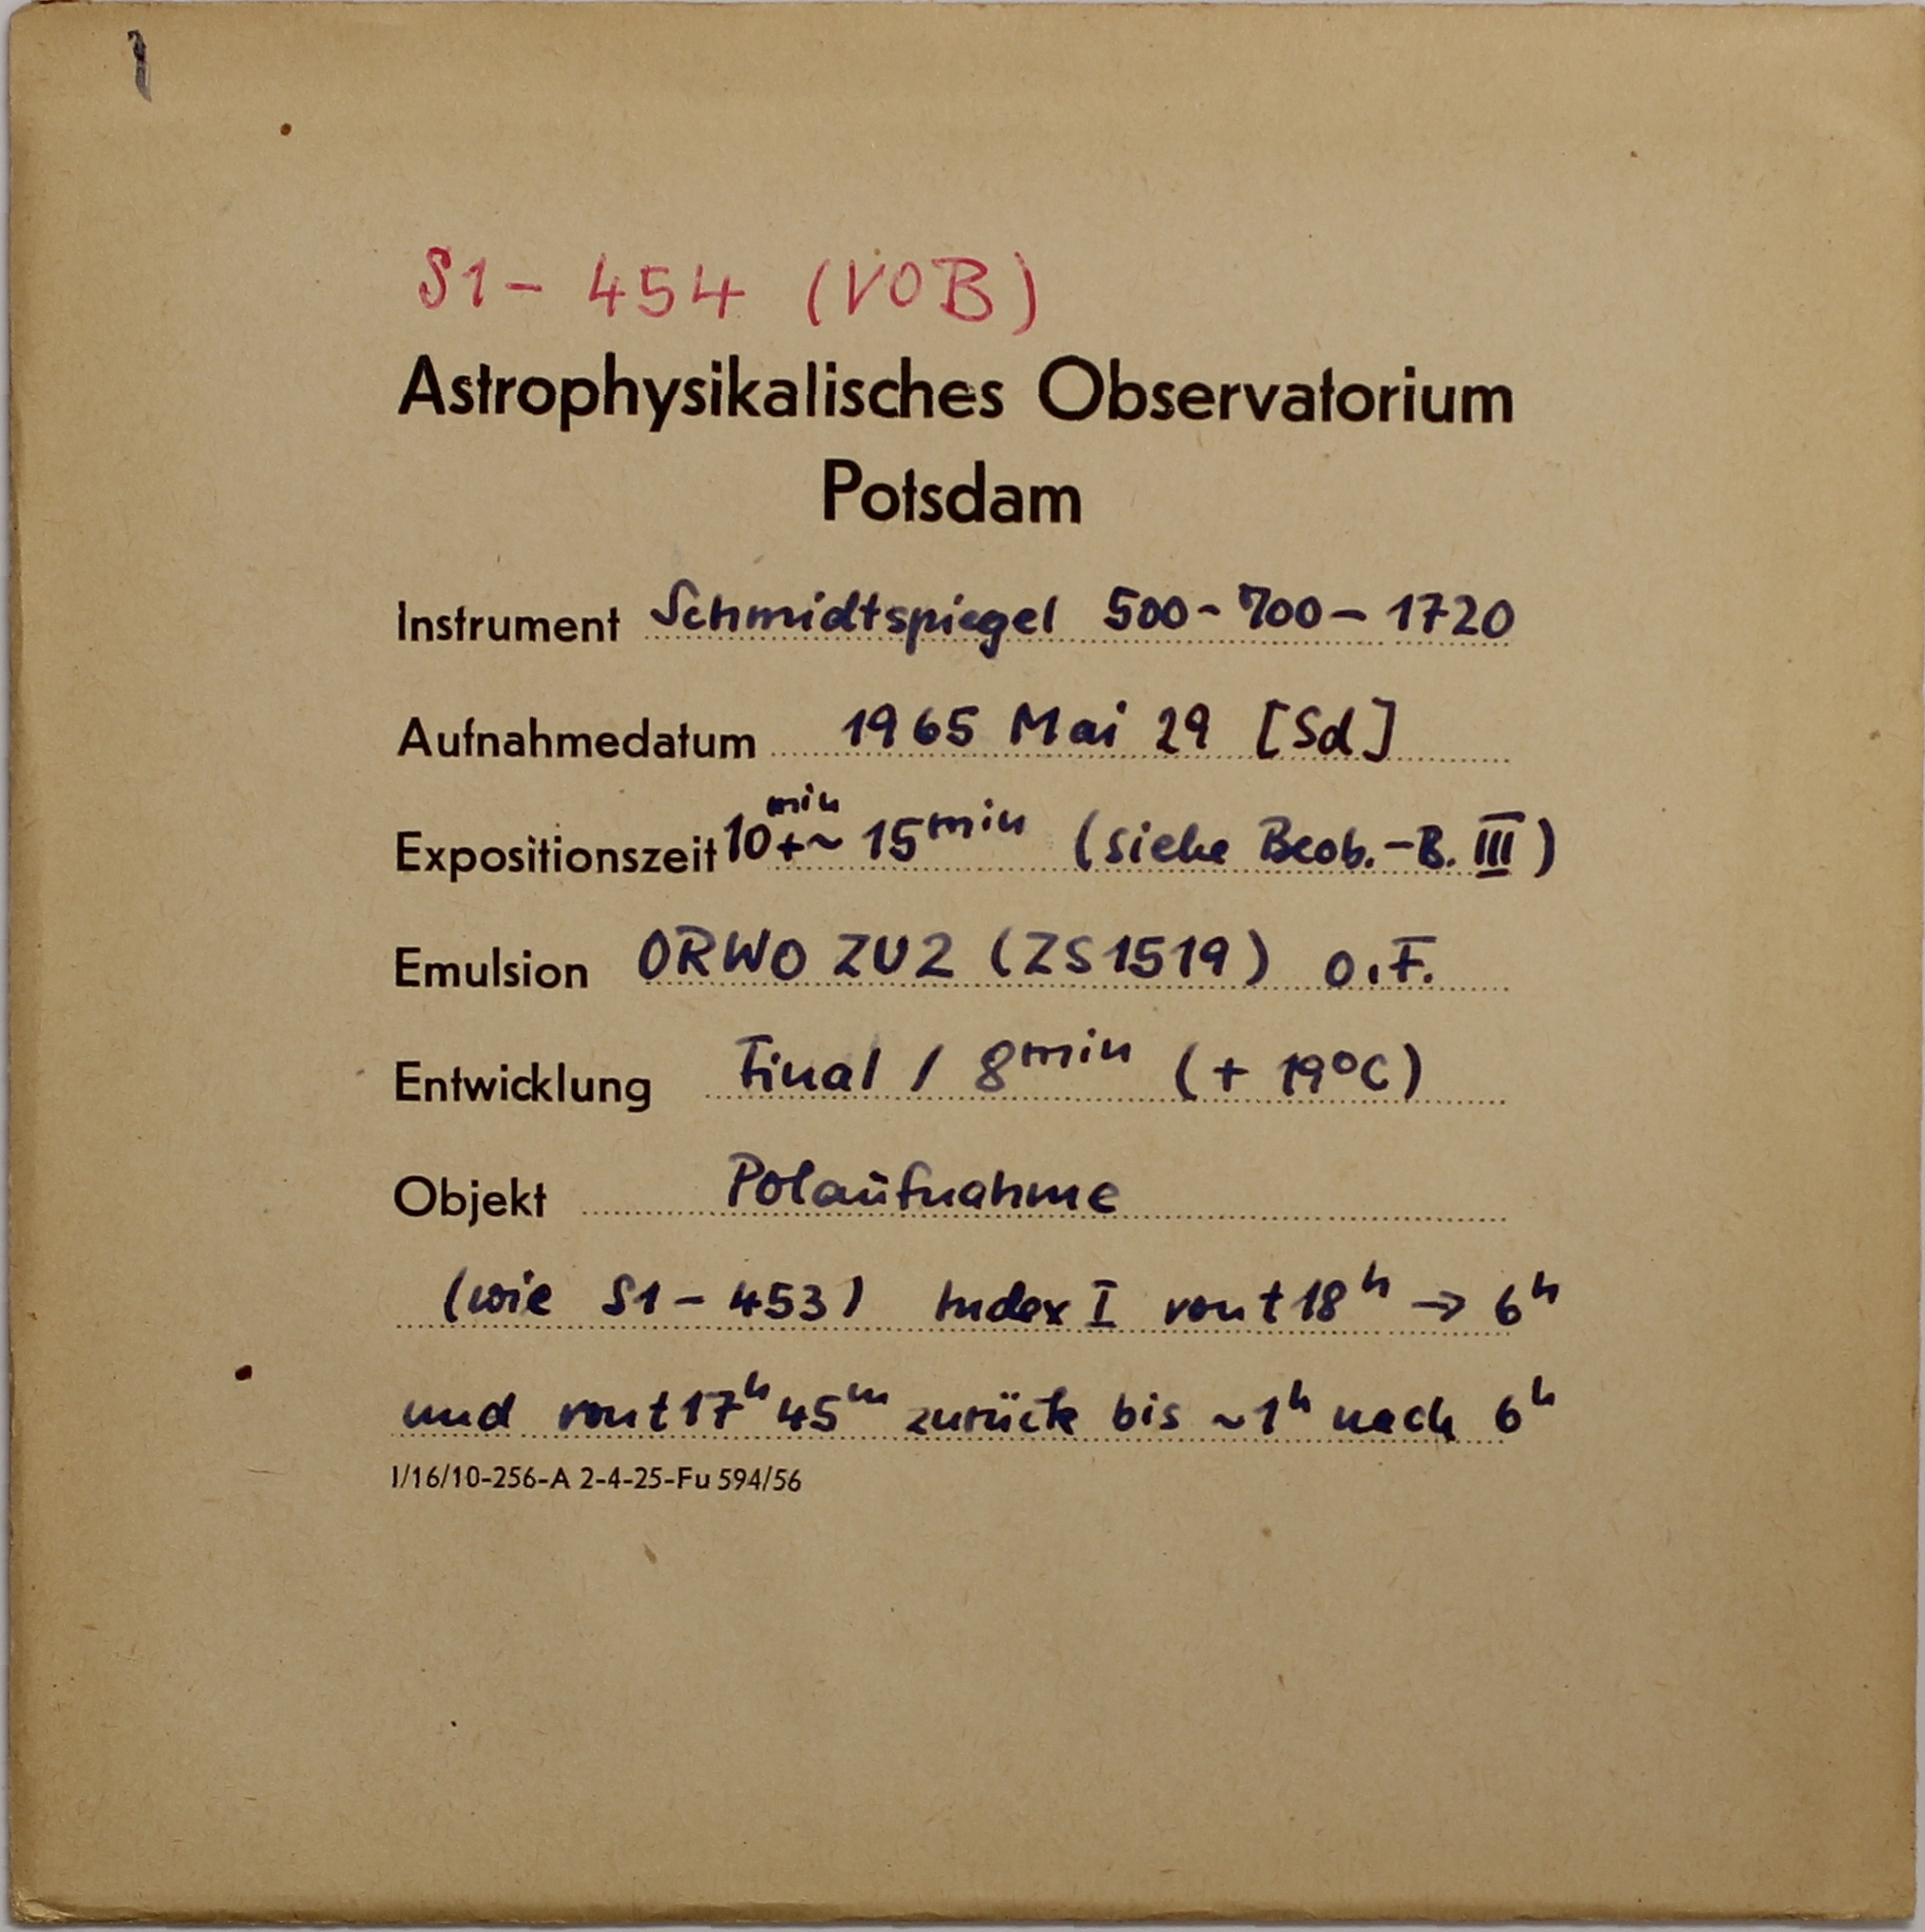 S1 - 454 (VOB)
Astrophysikalisches Observatorium
Potsdam
Instrument Schmidtspiegel 500 - 700 - 1720
Aufnahmedatum 1965 Mai 29 [Sd]
Expositionszeit 10min + ~ 15min (siehe Beob.-B. III)
Emulsion ORWO ZU2 (ZS1519) o.F.
Entwicklung Final / 8min (+ 19°C)
Objekt Polaufnahme
(wie S1 - 453) Index I von t 18h → 6h
und von t 17h 45m zurück bis ~1h nach 6h
I/16/10-256-A 2-4-25-Fu 594/56